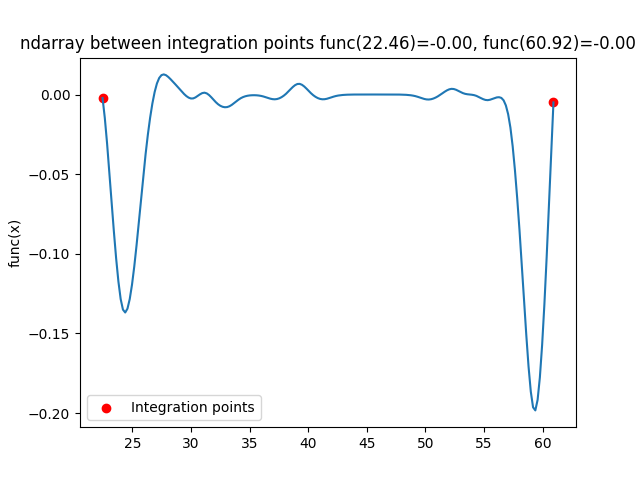 ndarray between integration points func(22.46)=-0.00, func(60.92)=-0.00
0.00
−0.05
−0.10
−0.15
−0.20
func(x)
Integration points
25 30 35 40 45 50 55 60